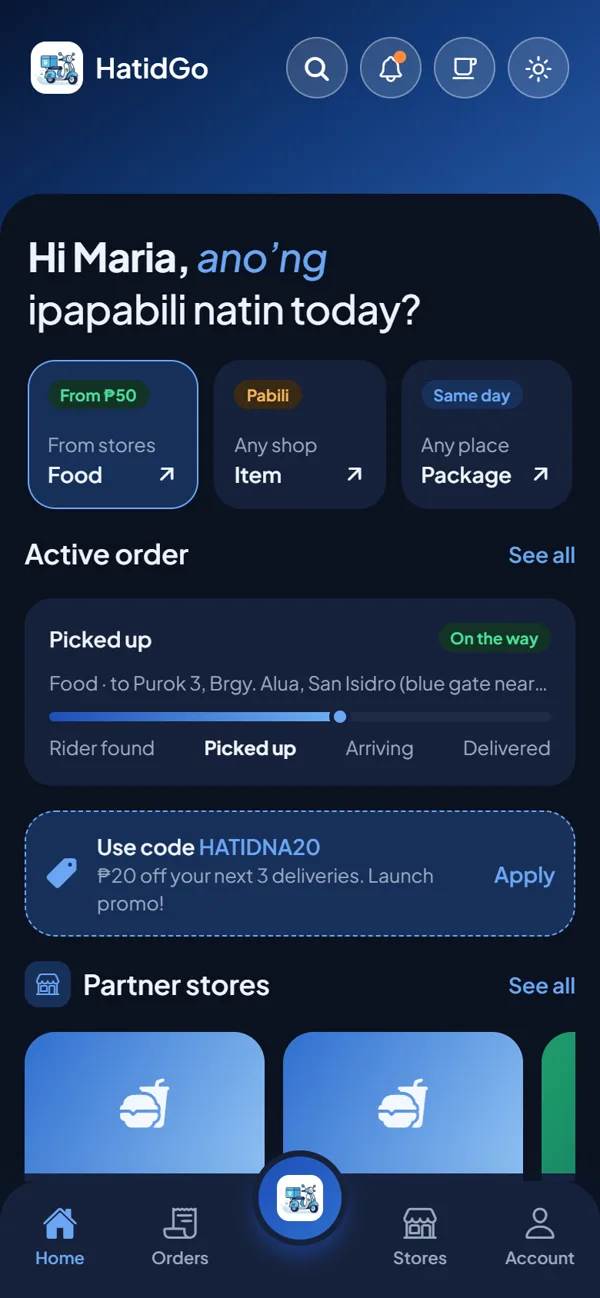 HatidGo
Hi Maria, ano’ng
ipapabili natin today?
From ₱50
Pabili
Same day
From stores
Any shop
Any place
Food
Item
Package
Active order
See all
Picked up
On the way
Food · to Purok 3, Brgy. Alua, San Isidro (blue gate near...
Rider found
Picked up
Arriving
Delivered
Use code HATIDNA20
₱20 off your next 3 deliveries. Launch
promo!
Apply
Partner stores
See all
Home
Orders
Stores
Account